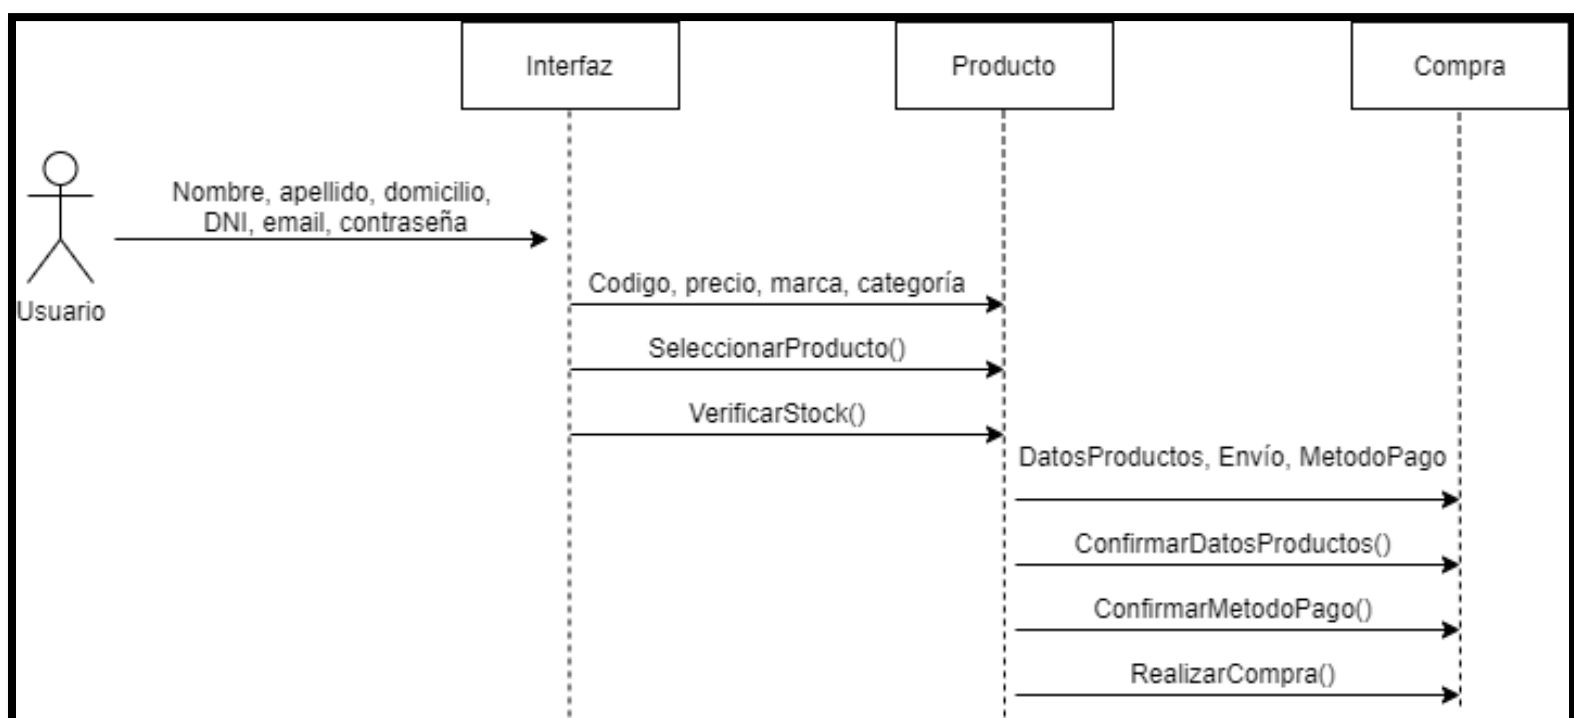 Interfaz
Producto
Compra
Nombre, apellido, domicilio,
DNI, email, contraseña
Usuario
Codigo, precio, marca, categoría
SeleccionarProducto()
VerificarStock()
DatosProductos, Envío, MetodoPago
ConfirmarDatosProductos()
ConfirmarMetodoPago()
RealizarCompra()